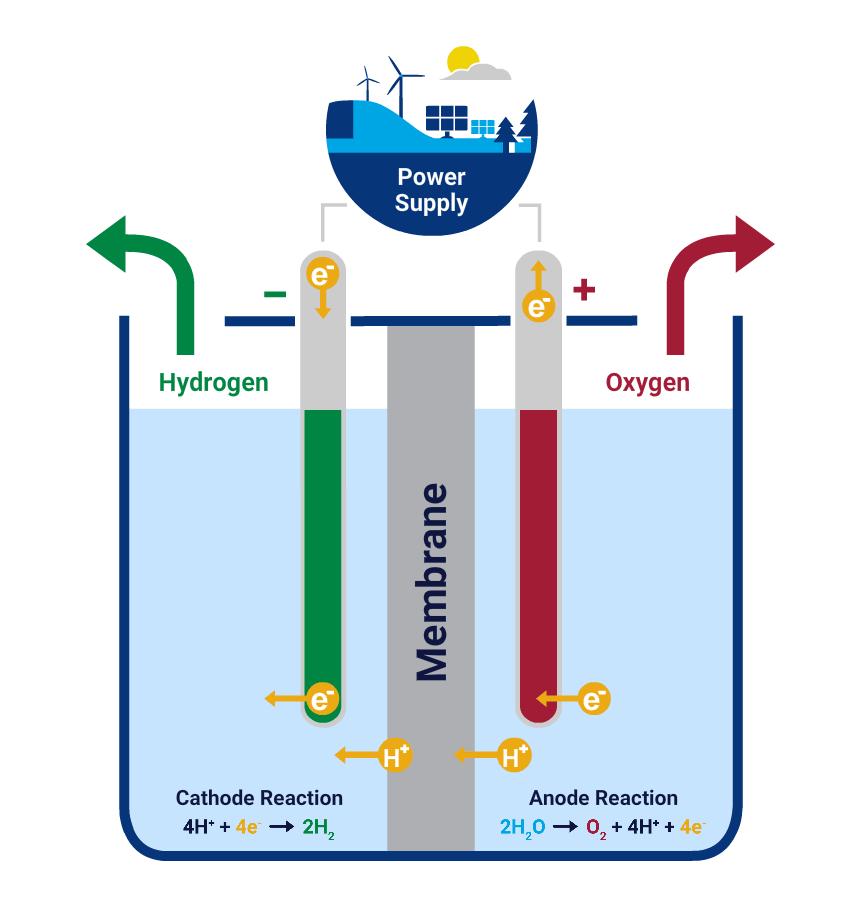 Power
Supply
e⁻
e⁻
− +
Hydrogen
Oxygen
Membrane
e⁻
e⁻
H⁺
H⁺
Cathode Reaction
4H⁺ + 4e⁻ → 2H₂
Anode Reaction
2H₂O → O₂ + 4H⁺ + 4e⁻